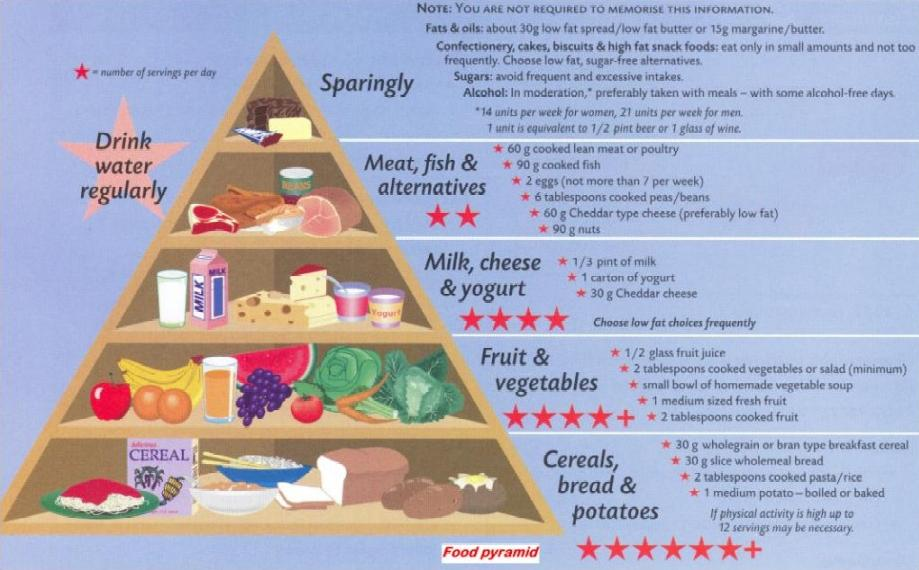 NOTE: YOU ARE NOT REQUIRED TO MEMORISE THIS INFORMATION.
Fats & oils: about 30g low fat spread/low fat butter or 15g margarine/butter.
Confectionery, cakes, biscuits & high fat snack foods: eat only in small amounts and not too
frequently. Choose low fat, sugar-free alternatives.
Sugars: avoid frequent and excessive intakes.
Alcohol: In moderation,* preferably taken with meals – with some alcohol-free days.
*14 units per week for women, 21 units per week for men.
1 unit is equivalent to 1/2 pint beer or 1 glass of wine.
★ = number of servings per day
Sparingly
Drink
water
regularly
Meat, fish &
alternatives
★ ★
★ 60 g cooked lean meat or poultry
★ 90 g cooked fish
★ 2 eggs (not more than 7 per week)
★ 6 tablespoons cooked peas/beans
★ 60 g Cheddar type cheese (preferably low fat)
★ 90 g nuts
BEANS
Milk, cheese
& yogurt
★ ★ ★ ★
★ 1/3 pint of milk
★ 1 carton of yogurt
★ 30 g Cheddar cheese
Choose low fat choices frequently
MILK
MILK
Yogurt
Fruit &
vegetables
★ ★ ★ ★ +
★ 1/2 glass fruit juice
★ 2 tablespoons cooked vegetables or salad (minimum)
★ small bowl of homemade vegetable soup
★ 1 medium sized fresh fruit
★ 2 tablespoons cooked fruit
Cereals,
bread &
potatoes
★ ★ ★ ★ ★ ★ +
★ 30 g wholegrain or bran type breakfast cereal
★ 30 g slice wholemeal bread
★ 2 tablespoons cooked pasta/rice
★ 1 medium potato – boiled or baked
If physical activity is high up to
12 servings may be necessary.
delicious
CEREAL
Food pyramid